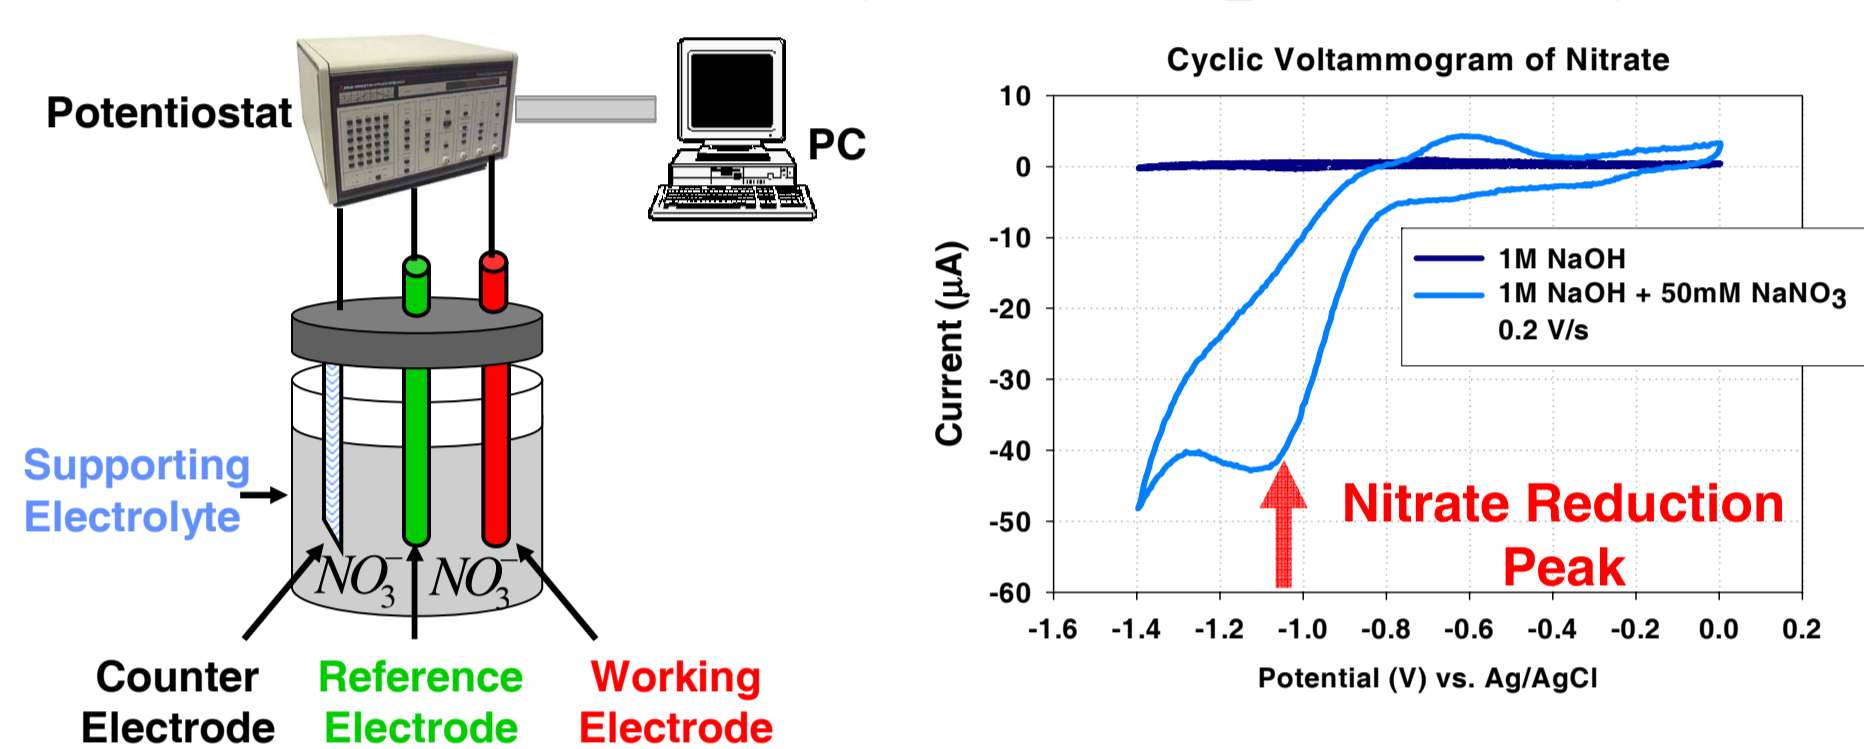 Potentiostat
PC
Supporting
Electrolyte
NO₃⁻ NO₃⁻
Counter
Electrode
Reference
Electrode
Working
Electrode
Cyclic Voltammogram of Nitrate
10
0
-10
-20
-30
-40
-50
-60
Current (µA)
1M NaOH
1M NaOH + 50mM NaNO₃
0.2 V/s
Nitrate Reduction
Peak
-1.6 -1.4 -1.2 -1.0 -0.8 -0.6 -0.4 -0.2 0.0 0.2
Potential (V) vs. Ag/AgCl